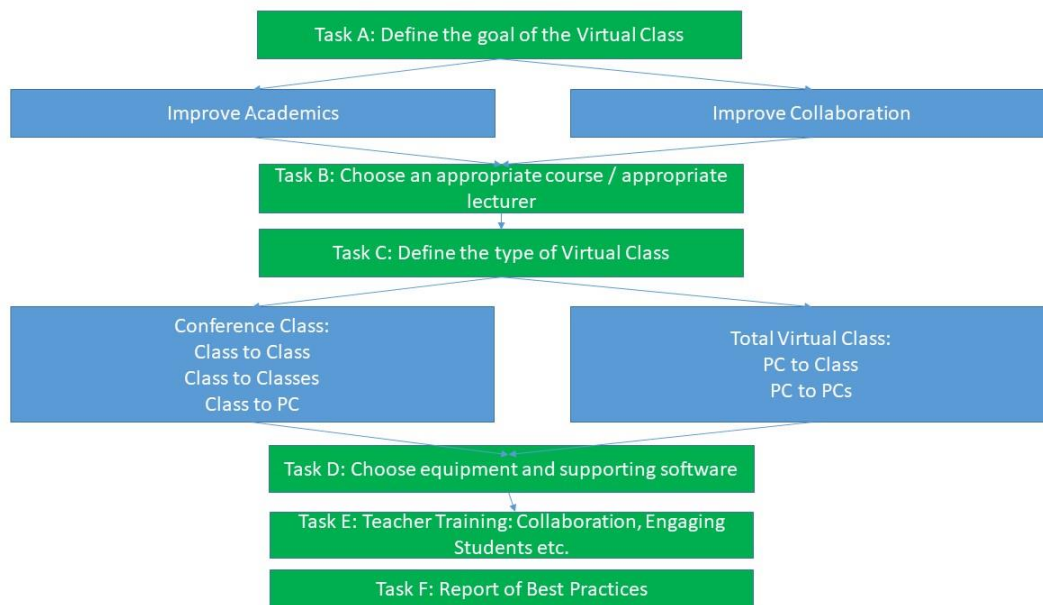 Task A: Define the goal of the Virtual Class
Improve Academics
Improve Collaboration
Task B: Choose an appropriate course / appropriate
lecturer
Task C: Define the type of Virtual Class
Conference Class:
Class to Class
Class to Classes
Class to PC
Total Virtual Class:
PC to Class
PC to PCs
Task D: Choose equipment and supporting software
Task E: Teacher Training: Collaboration, Engaging
Students etc.
Task F: Report of Best Practices